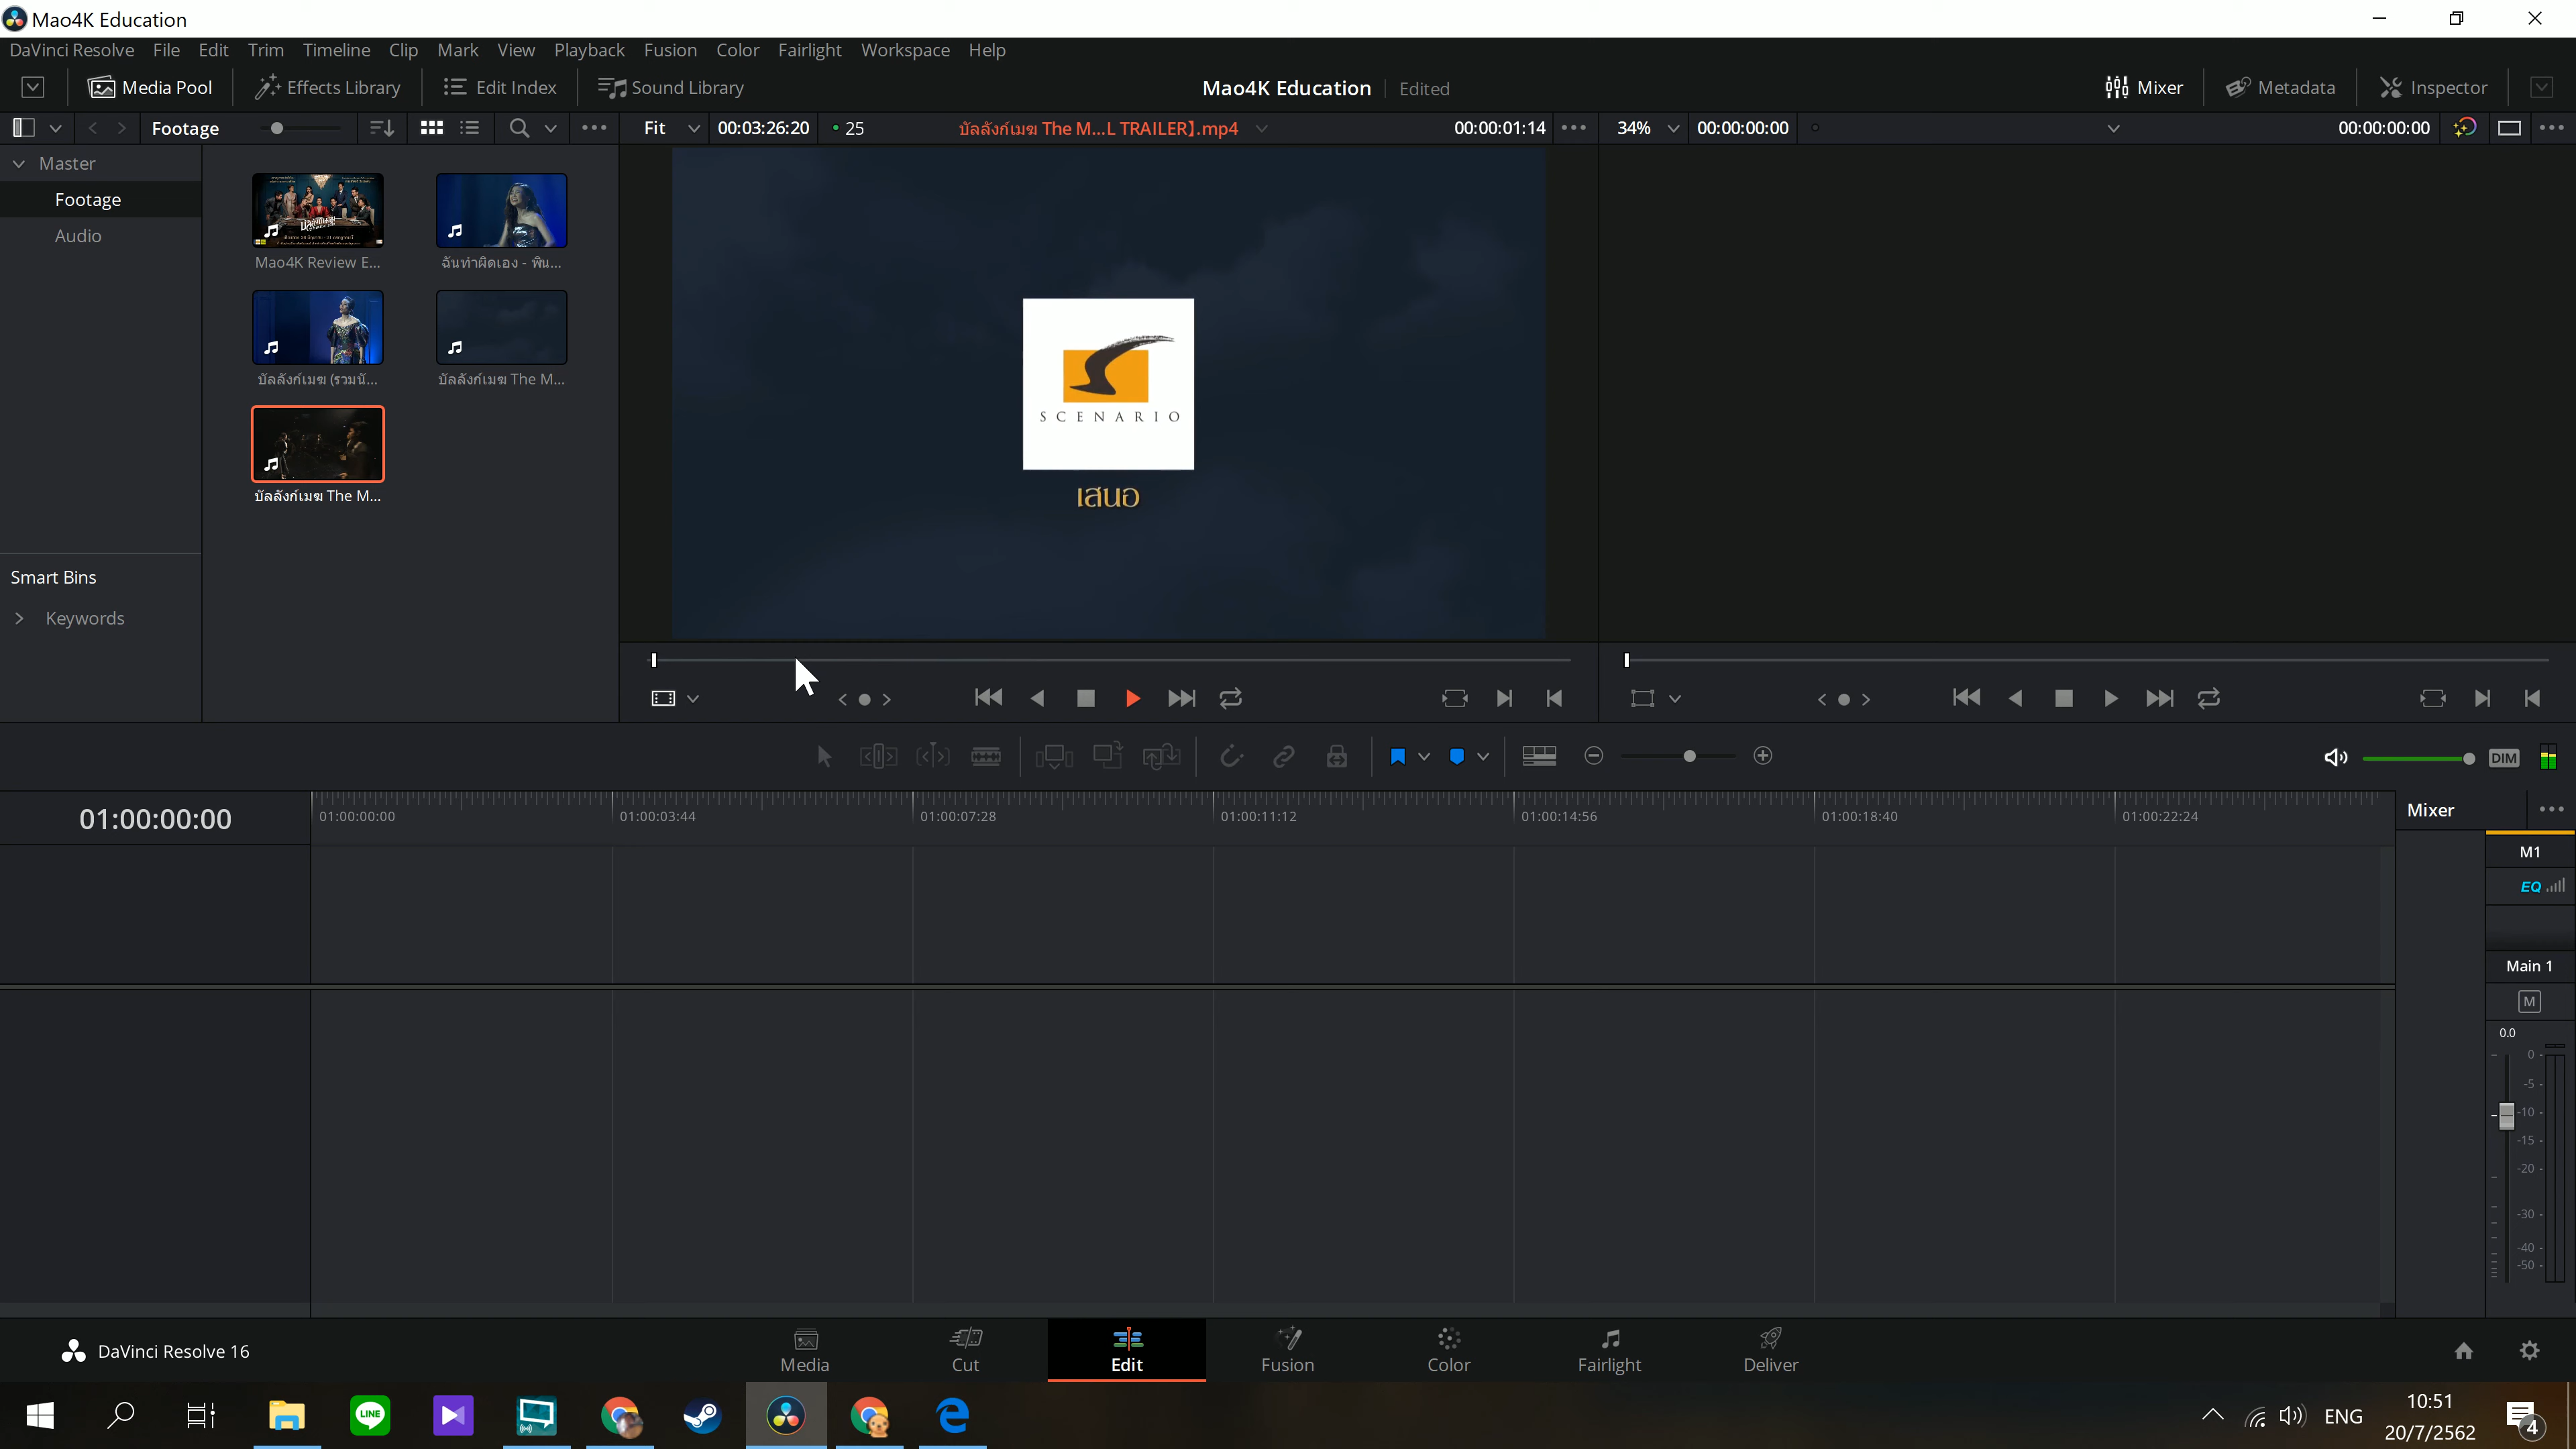 Mao4K Education
DaVinci Resolve File Edit Trim Timeline Clip Mark View Playback Fusion Color Fairlight Workspace Help
Media Pool Effects Library Edit Index Sound Library Mao4K Education Edited Mixer Metadata Inspector
Footage Fit 00:03:26:20 25 บัลลังก์เมฆ The M...L TRAILER】.mp4 00:00:01:14 34% 00:00:00:00 00:00:00:00
Master
Footage
Audio
Mao4K Review E... ฉันทำผิดเอง - พิน...
บัลลังก์เมฆ (รวมนั... บัลลังก์เมฆ The M...
บัลลังก์เมฆ The M...
SCENARIO
เสนอ
Smart Bins
Keywords
DIM
01:00:00:00 01:00:00:00 01:00:03:44 01:00:07:28 01:00:11:12 01:00:14:56 01:00:18:40 01:00:22:24 Mixer
M1
EQ
Main 1
M
0.0
0
-5
-10
-15
-20
-30
-40
-50
DaVinci Resolve 16 Media Cut Edit Fusion Color Fairlight Deliver
LINE ENG 10:51
20/7/2562 4